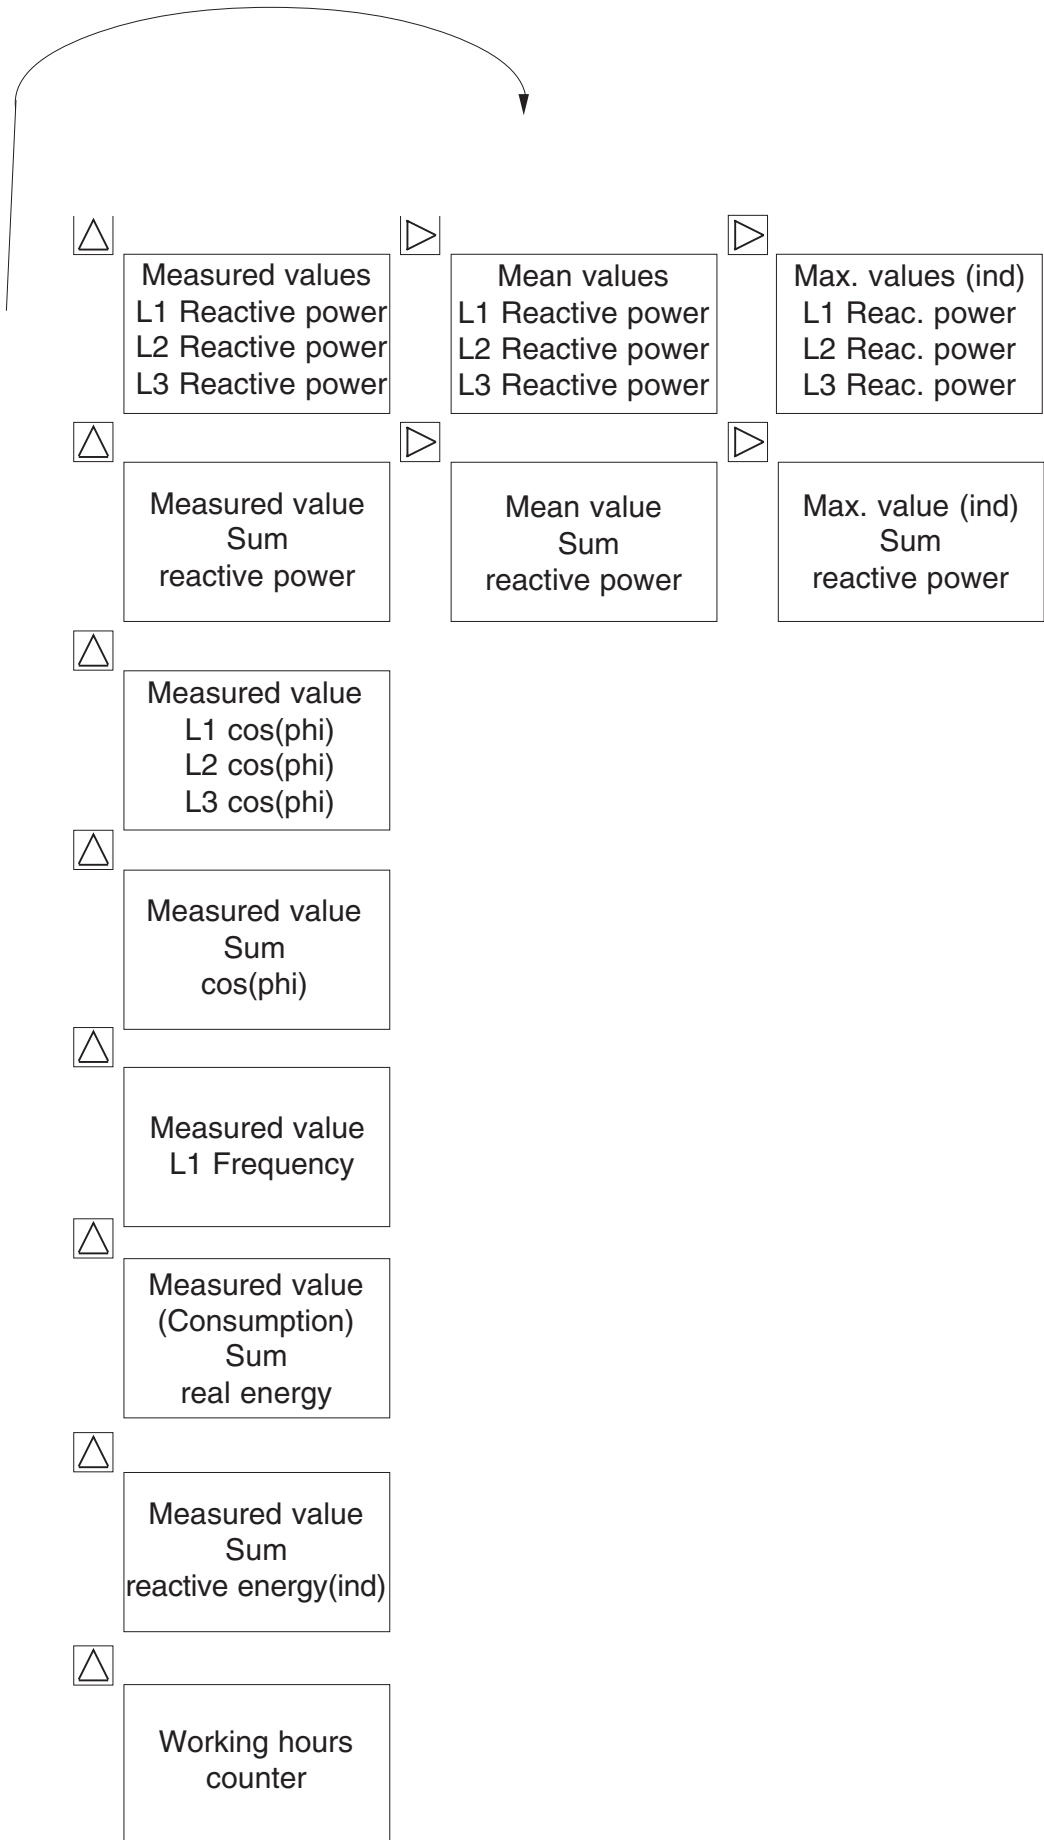 Measured values
L1 Reactive power
L2 Reactive power
L3 Reactive power
Mean values
L1 Reactive power
L2 Reactive power
L3 Reactive power
Max. values (ind)
L1 Reac. power
L2 Reac. power
L3 Reac. power
Measured value
Sum
reactive power
Mean value
Sum
reactive power
Max. value (ind)
Sum
reactive power
Measured value
L1 cos(phi)
L2 cos(phi)
L3 cos(phi)
Measured value
Sum
cos(phi)
Measured value
L1 Frequency
Measured value
(Consumption)
Sum
real energy
Measured value
Sum
reactive energy(ind)
Working hours
counter